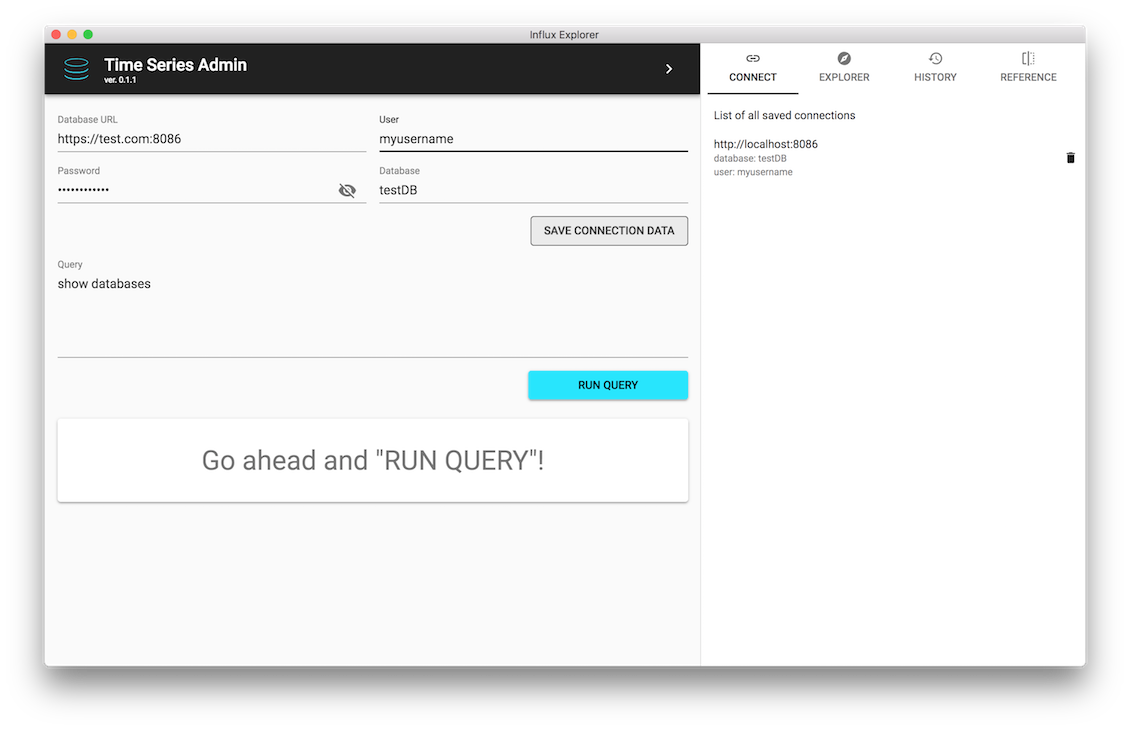 Influx Explorer
Time Series Admin
ver. 0.1.1
CONNECT
EXPLORER
HISTORY
REFERENCE
Database URL
https://test.com:8086
User
myusername
Password
••••••••••••
Database
testDB
SAVE CONNECTION DATA
Query
show databases
RUN QUERY
Go ahead and "RUN QUERY"!
List of all saved connections
http://localhost:8086
database: testDB
user: myusername